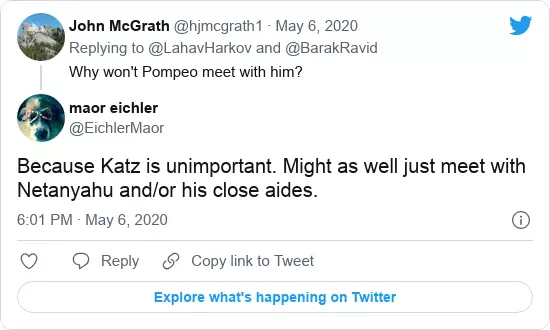 John McGrath @hjmcgrath1 · May 6, 2020
Replying to @LahavHarkov and @BarakRavid
Why won't Pompeo meet with him?
maor eichler
@EichlerMaor
Because Katz is unimportant. Might as well just meet with
Netanyahu and/or his close aides.
6:01 PM · May 6, 2020
Reply
Copy link to Tweet
Explore what's happening on Twitter